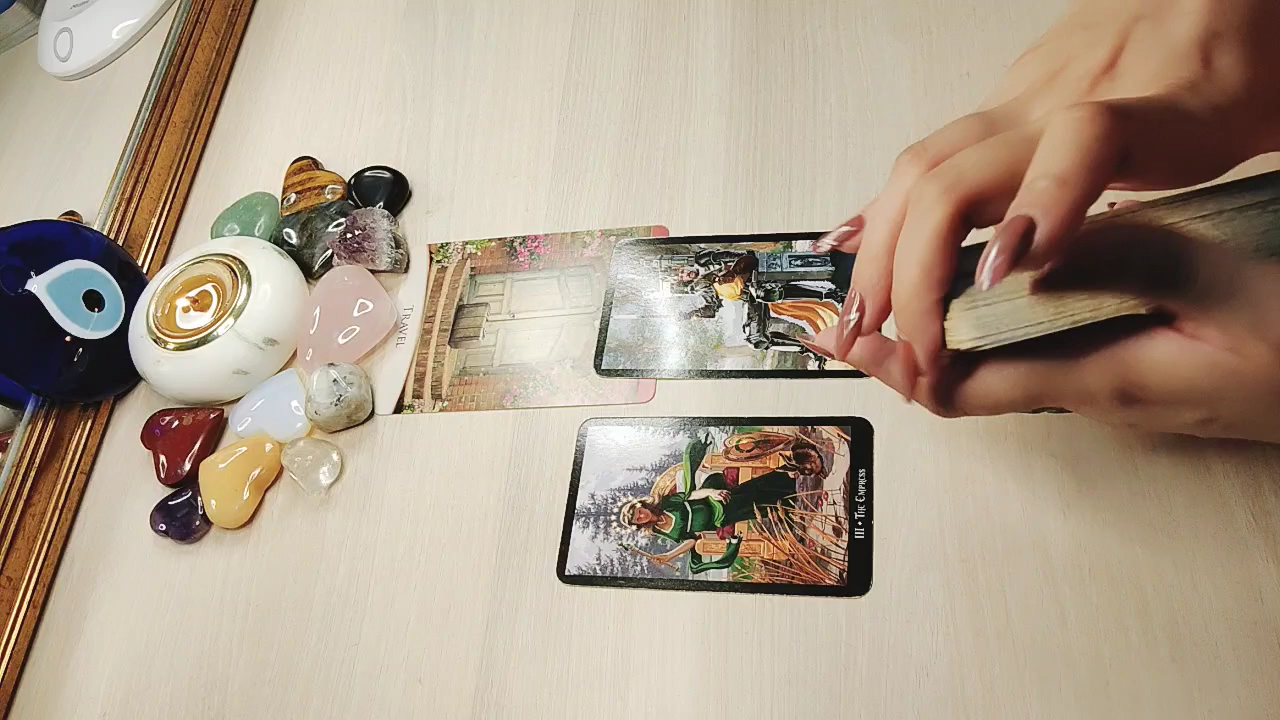 TRAVEL
III • THE EMPRESS